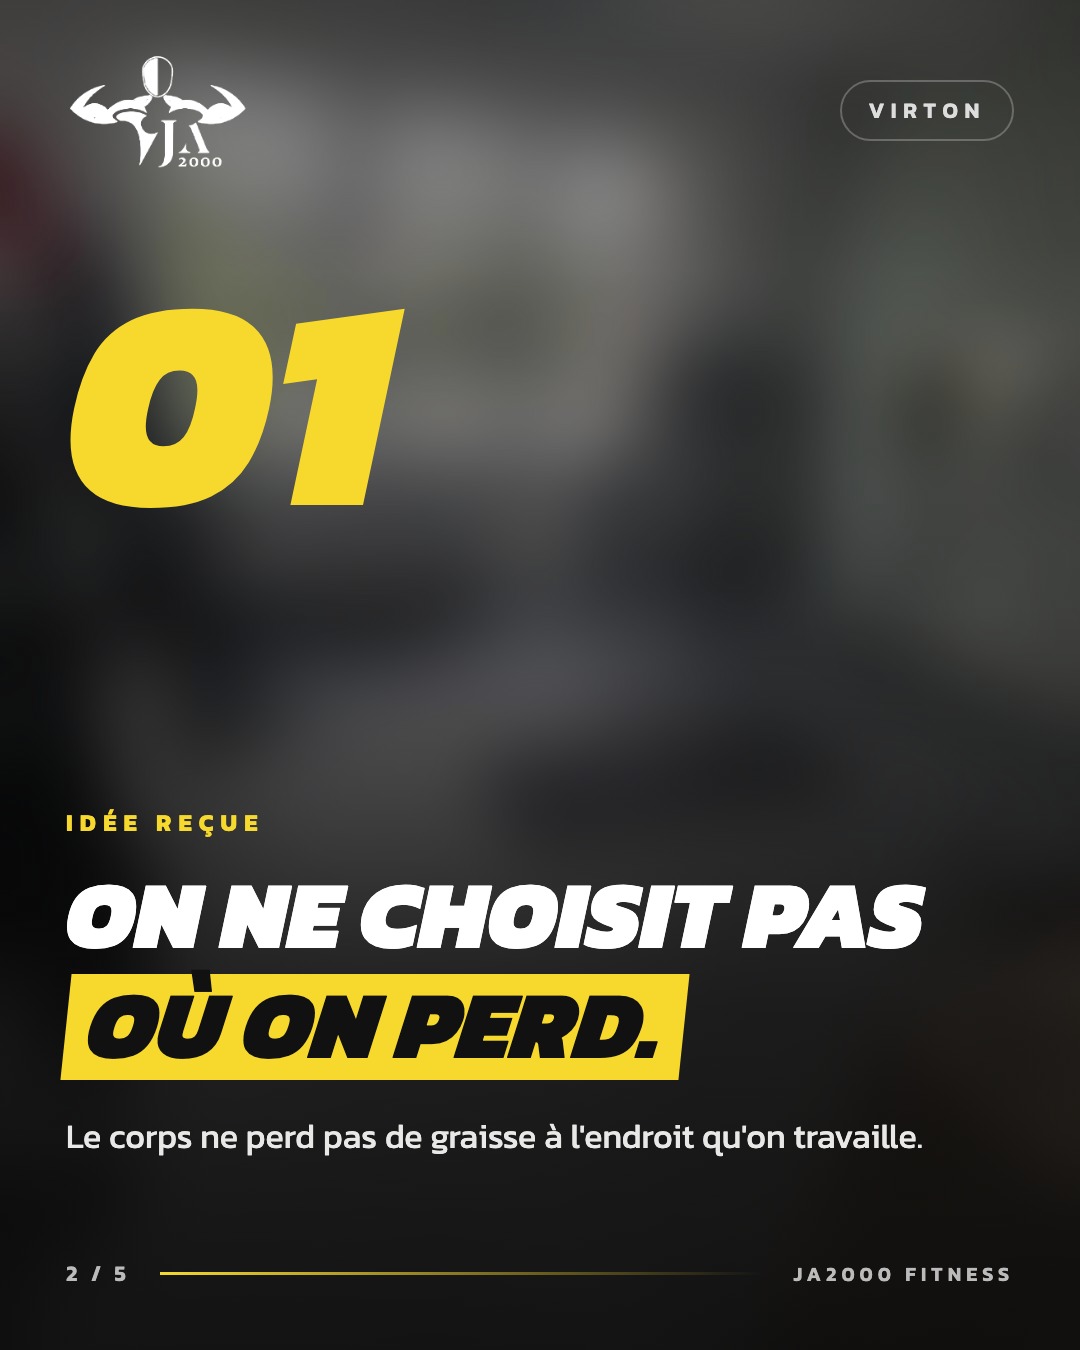 JA
2000
VIRTON
01
IDÉE REÇUE
ON NE CHOISIT PAS
OÙ ON PERD.
Le corps ne perd pas de graisse à l'endroit qu'on travaille.
2 / 5
JA2000 FITNESS